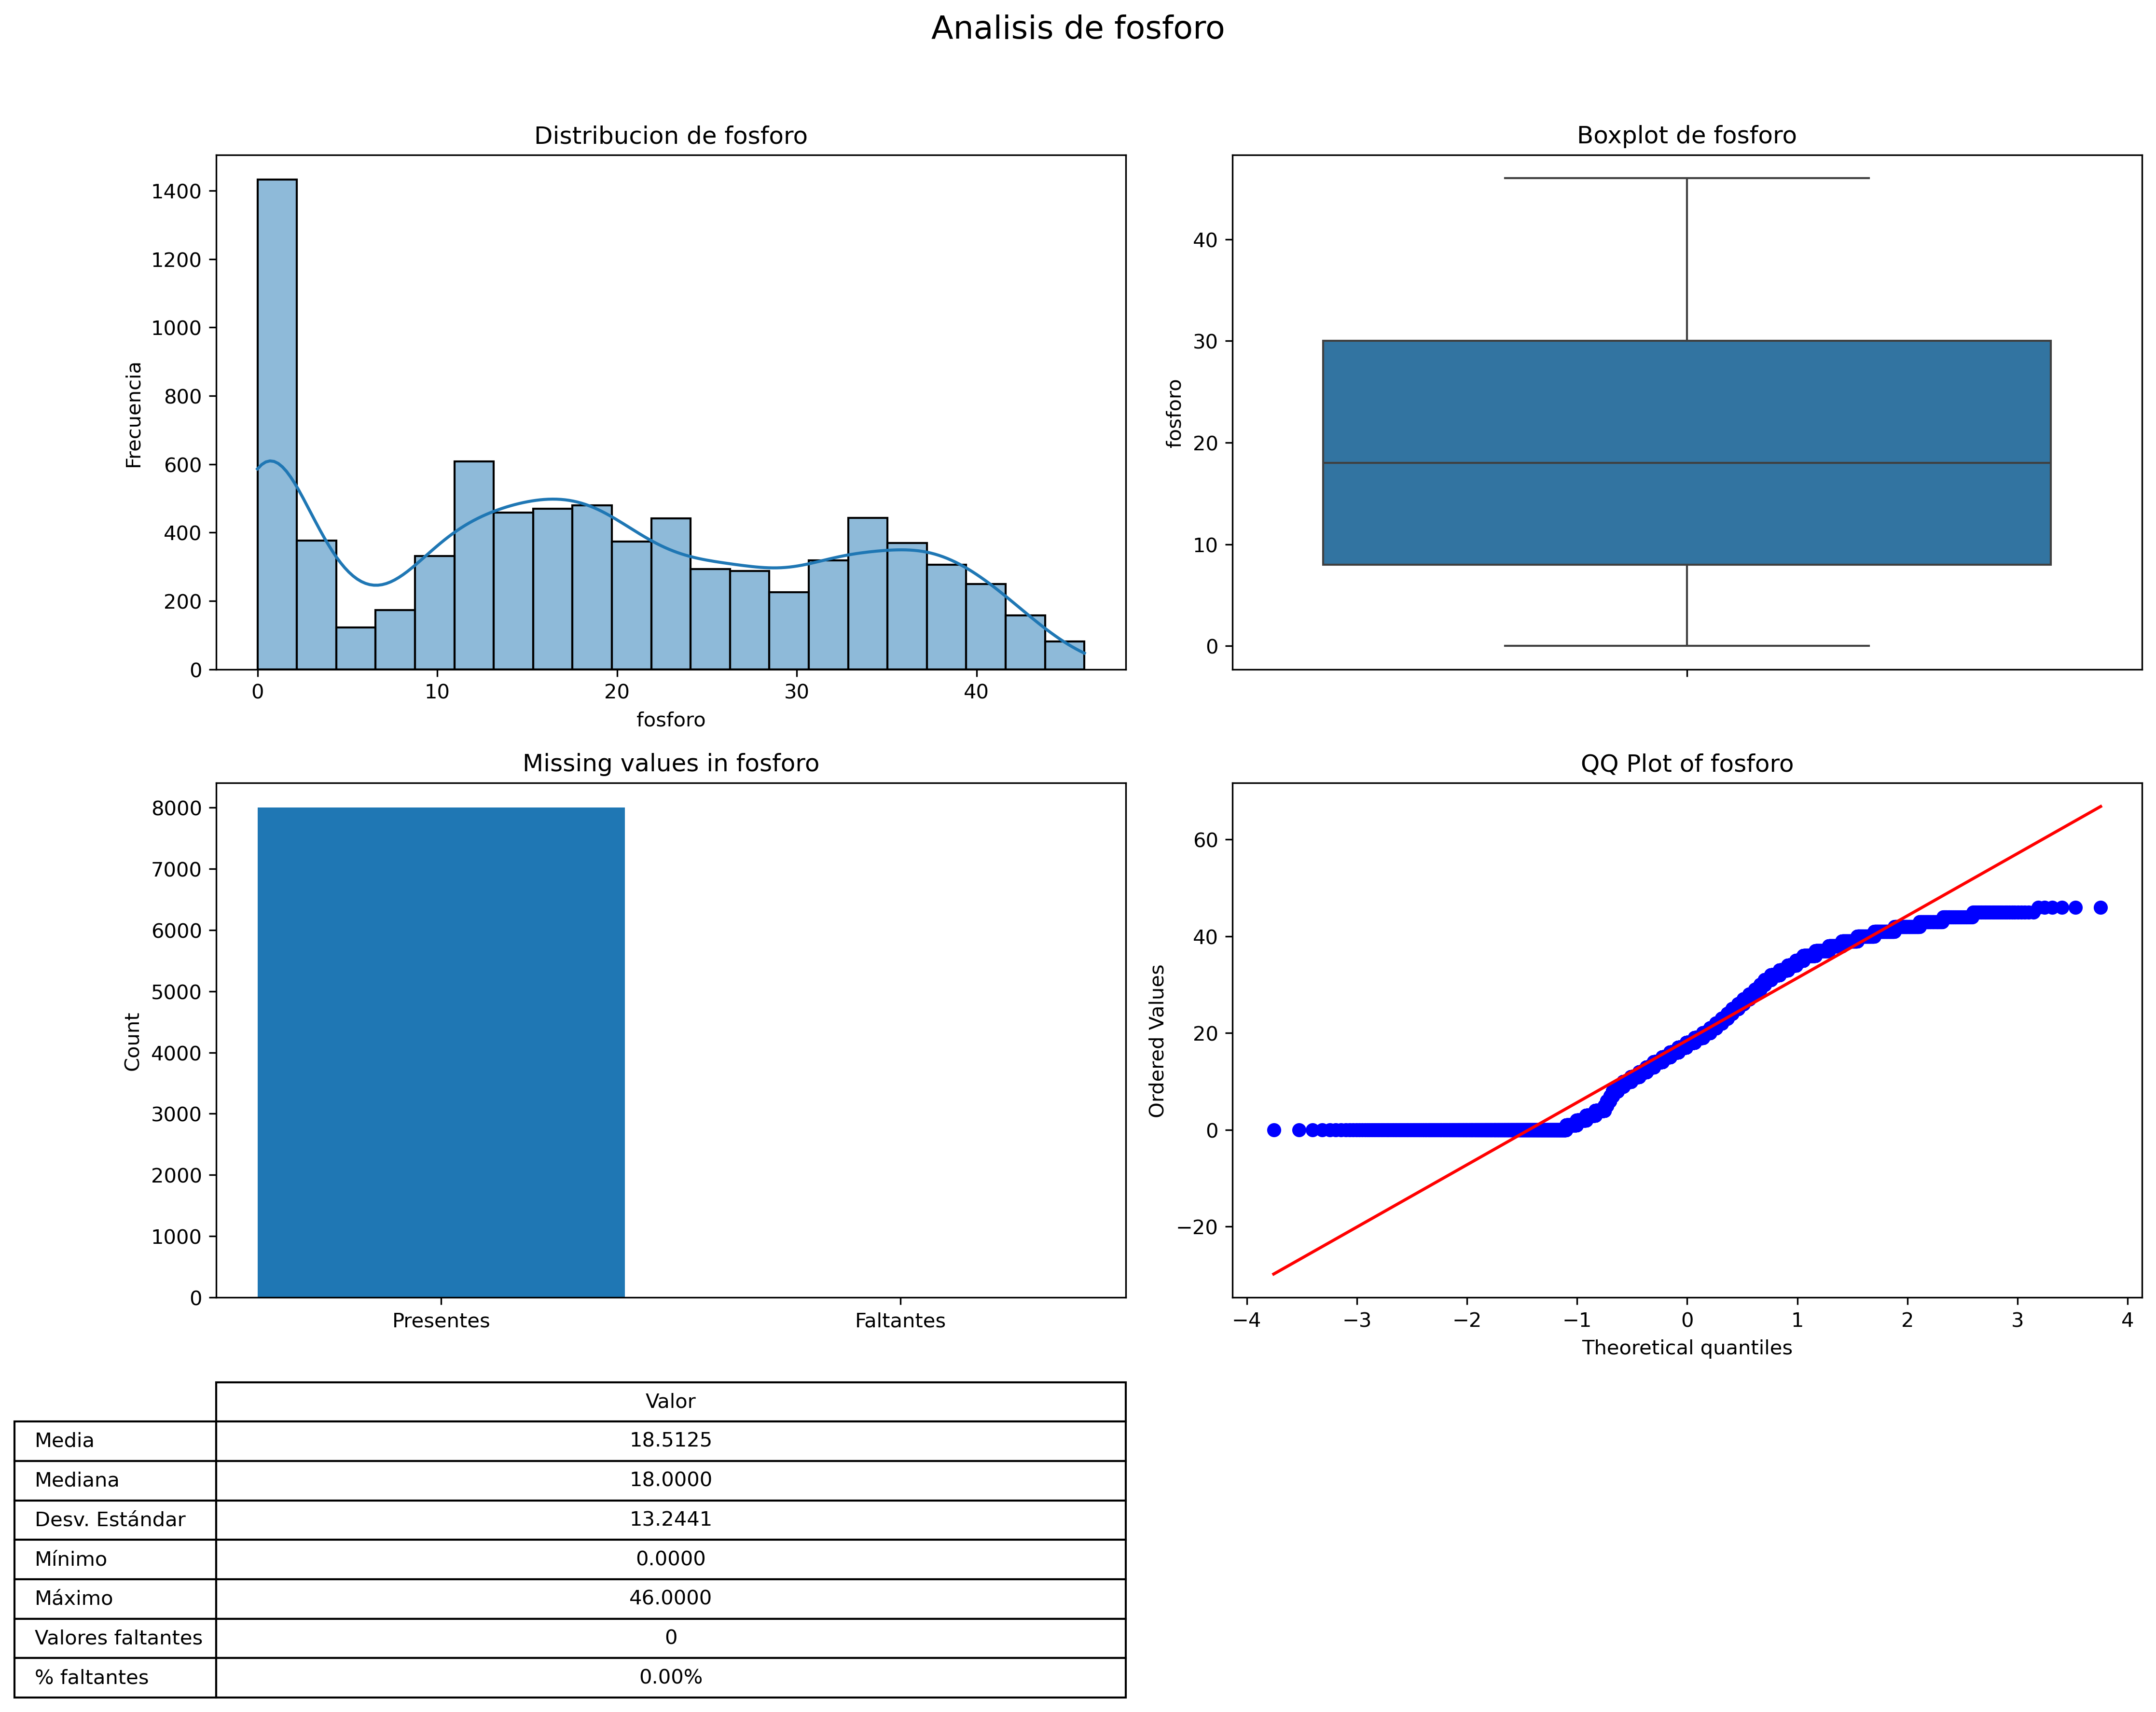 Analisis de fosforo
Distribucion de fosforo
Frecuencia
1400
1200
1000
800
600
400
200
0
0 10 20 30 40
fosforo
Boxplot de fosforo
fosforo
40
30
20
10
0
Missing values in fosforo
Count
8000
7000
6000
5000
4000
3000
2000
1000
0
Presentes Faltantes
QQ Plot of fosforo
Ordered Values
60
40
20
0
−20
−4 −3 −2 −1 0 1 2 3 4
Theoretical quantiles
Valor
Media 18.5125
Mediana 18.0000
Desv. Estándar 13.2441
Mínimo 0.0000
Máximo 46.0000
Valores faltantes 0
% faltantes 0.00%